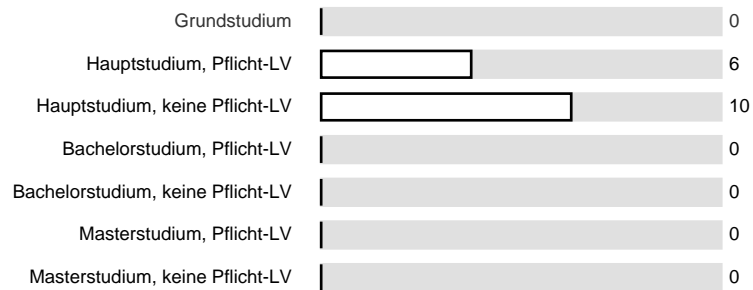 Grundstudium 0
Hauptstudium, Pflicht-LV 6
Hauptstudium, keine Pflicht-LV 10
Bachelorstudium, Pflicht-LV 0
Bachelorstudium, keine Pflicht-LV 0
Masterstudium, Pflicht-LV 0
Masterstudium, keine Pflicht-LV 0